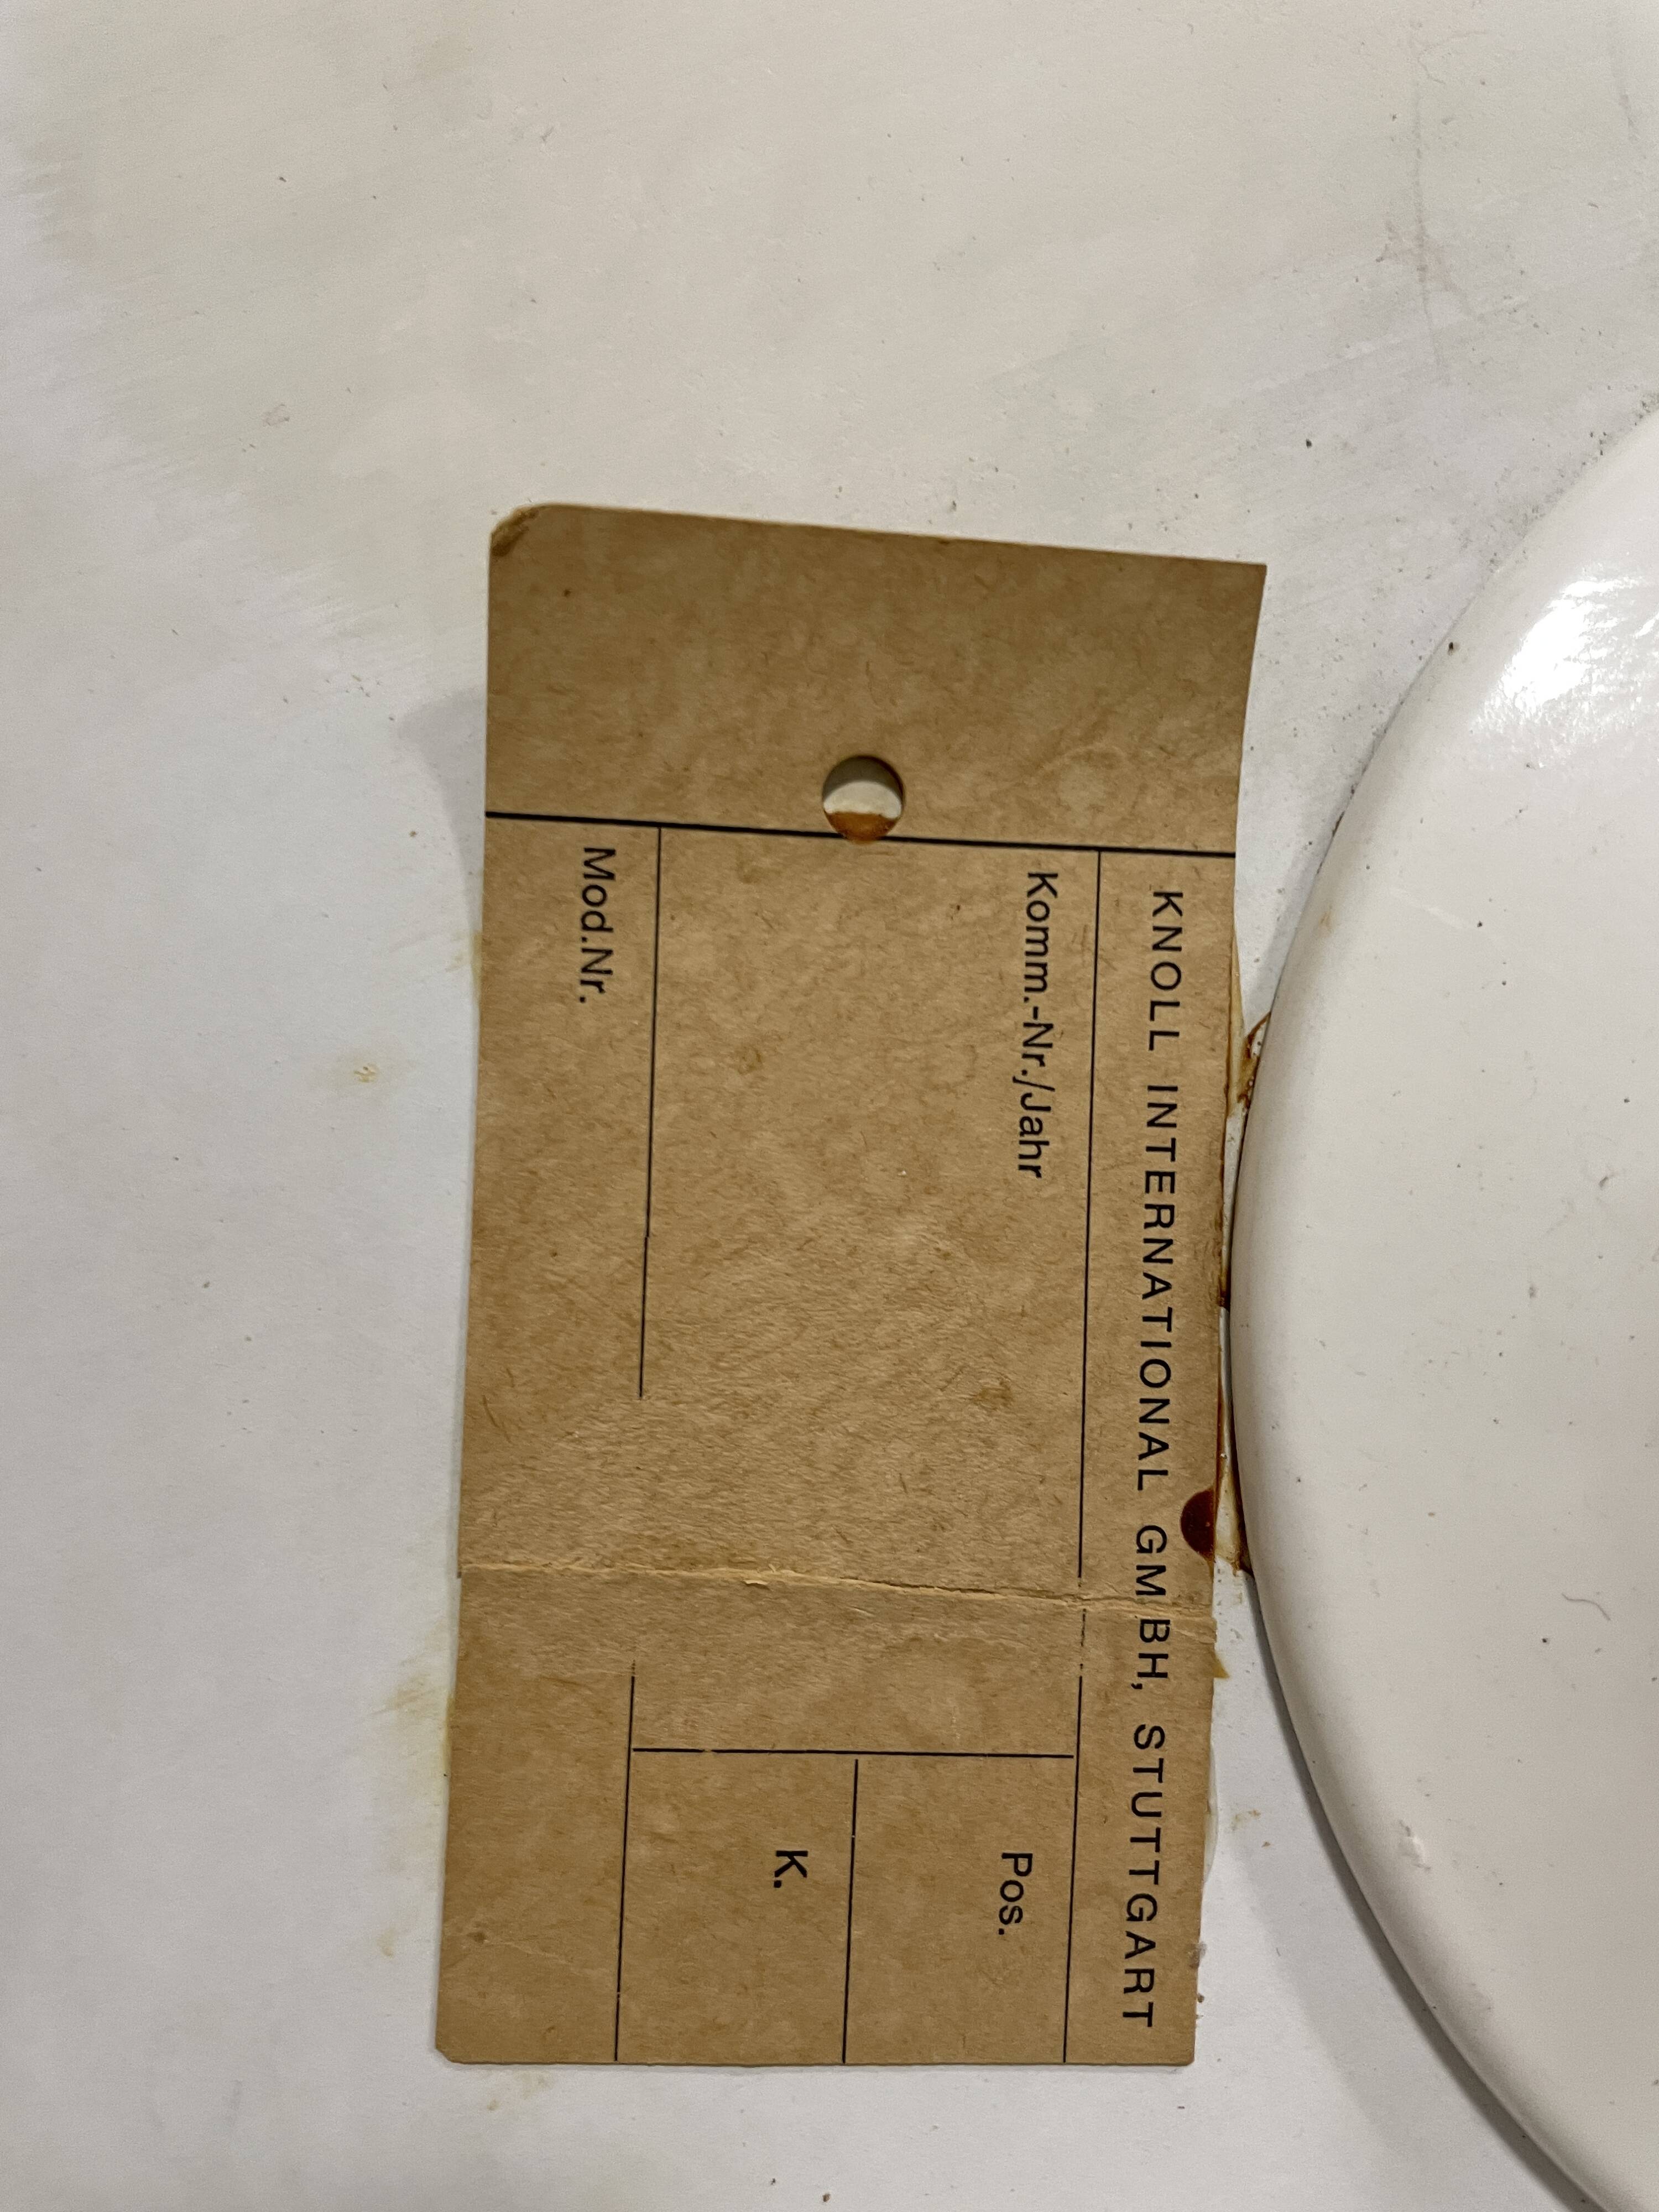 KNOLL INTERNATIONAL GMBH, STUTTGART
Komm.-Nr./Jahr
Pos.
K.
Mod.Nr.